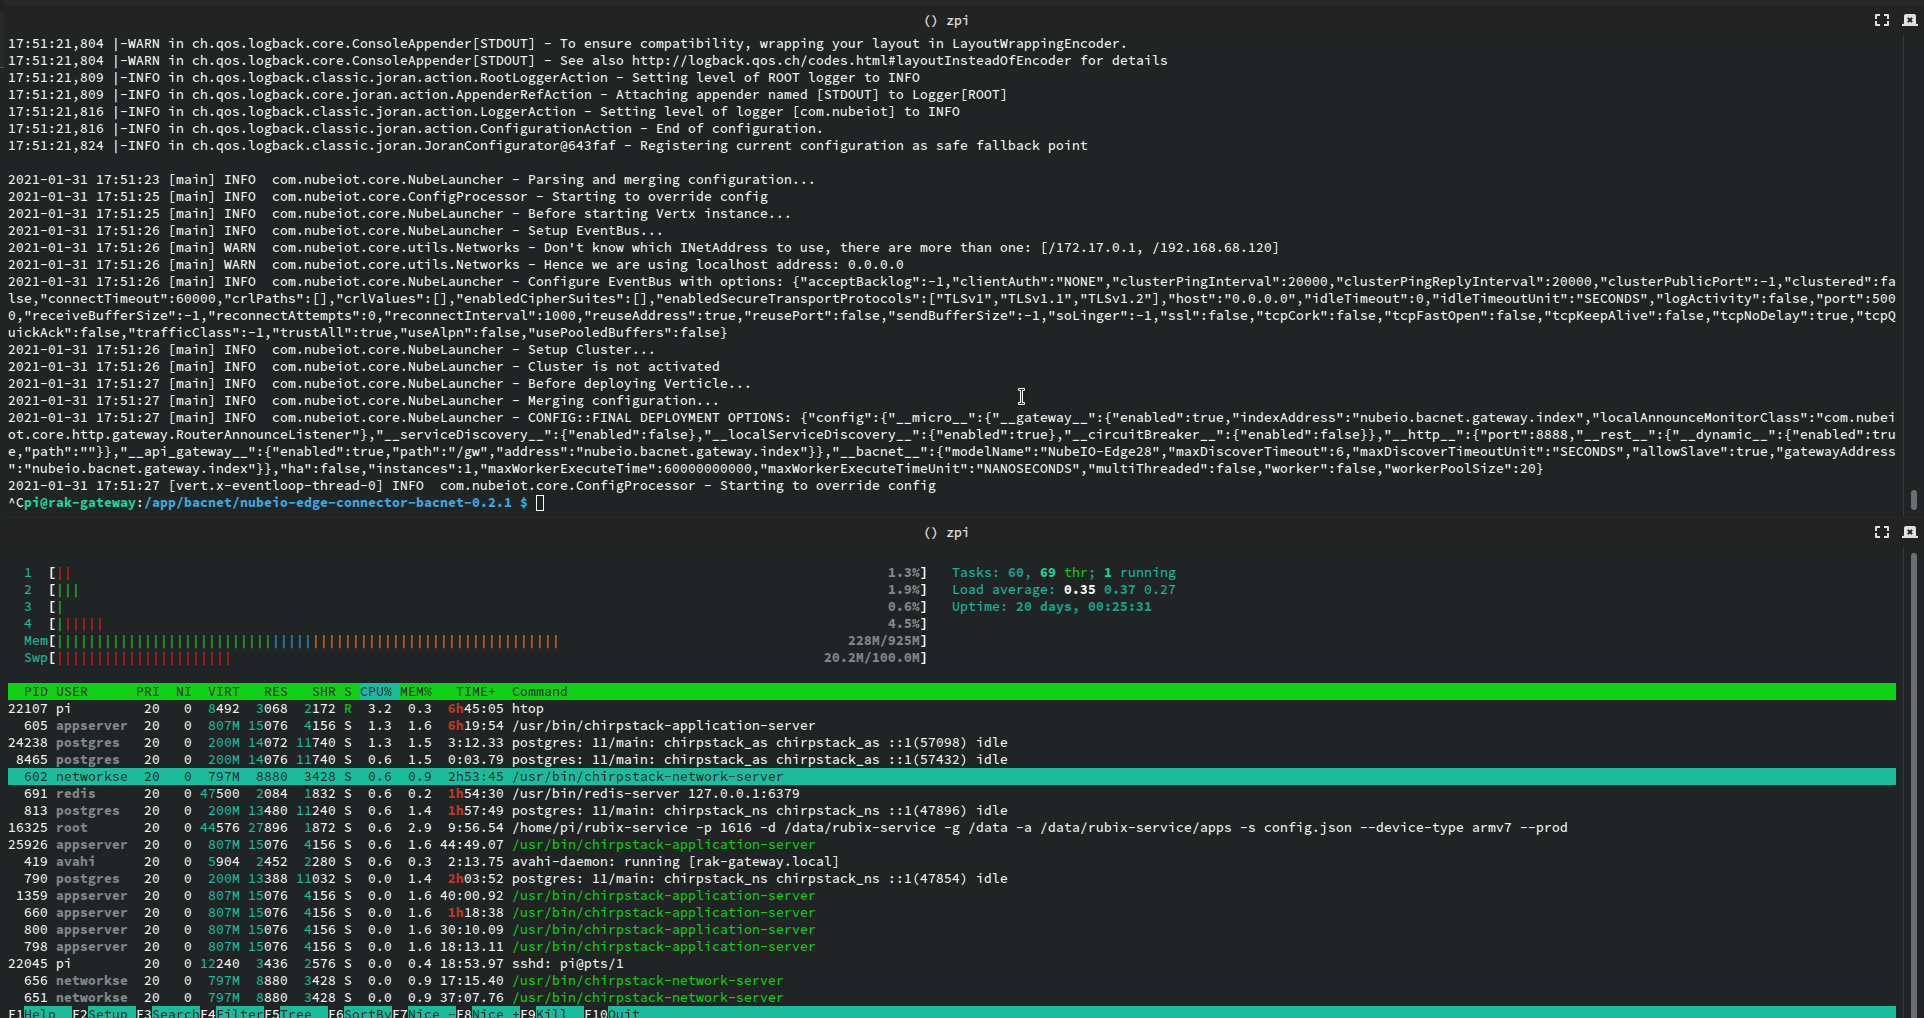 () zpi
17:51:21,804 |-WARN in ch.qos.logback.core.ConsoleAppender[STDOUT] - To ensure compatibility, wrapping your layout in LayoutWrappingEncoder.
17:51:21,804 |-WARN in ch.qos.logback.core.ConsoleAppender[STDOUT] - See also http://logback.qos.ch/codes.html#layoutInsteadOfEncoder for details
17:51:21,809 |-INFO in ch.qos.logback.classic.joran.action.RootLoggerAction - Setting level of ROOT logger to INFO
17:51:21,809 |-INFO in ch.qos.logback.core.joran.action.AppenderRefAction - Attaching appender named [STDOUT] to Logger[ROOT]
17:51:21,816 |-INFO in ch.qos.logback.classic.joran.action.LoggerAction - Setting level of logger [com.nubeiot] to INFO
17:51:21,816 |-INFO in ch.qos.logback.classic.joran.action.ConfigurationAction - End of configuration.
17:51:21,824 |-INFO in ch.qos.logback.classic.joran.JoranConfigurator@643faf - Registering current configuration as safe fallback point
2021-01-31 17:51:23 [main] INFO  com.nubeiot.core.NubeLauncher - Parsing and merging configuration...
2021-01-31 17:51:25 [main] INFO  com.nubeiot.core.ConfigProcessor - Starting to override config
2021-01-31 17:51:25 [main] INFO  com.nubeiot.core.NubeLauncher - Before starting Vertx instance...
2021-01-31 17:51:26 [main] INFO  com.nubeiot.core.NubeLauncher - Setup EventBus...
2021-01-31 17:51:26 [main] WARN  com.nubeiot.core.utils.Networks - Don't know which INetAddress to use, there are more than one: [/172.17.0.1, /192.168.68.120]
2021-01-31 17:51:26 [main] WARN  com.nubeiot.core.utils.Networks - Hence we are using localhost address: 0.0.0.0
2021-01-31 17:51:26 [main] INFO  com.nubeiot.core.NubeLauncher - Configure EventBus with options: {"acceptBacklog":-1,"clientAuth":"NONE","clusterPingInterval":20000,"clusterPingReplyInterval":20000,"clusterPublicPort":-1,"clustered":fa
lse,"connectTimeout":60000,"crlPaths":[],"crlValues":[],"enabledCipherSuites":[],"enabledSecureTransportProtocols":["TLSv1","TLSv1.1","TLSv1.2"],"host":"0.0.0.0","idleTimeout":0,"idleTimeoutUnit":"SECONDS","logActivity":false,"port":500
0,"receiveBufferSize":-1,"reconnectAttempts":0,"reconnectInterval":1000,"reuseAddress":true,"reusePort":false,"sendBufferSize":-1,"soLinger":-1,"ssl":false,"tcpCork":false,"tcpFastOpen":false,"tcpKeepAlive":false,"tcpNoDelay":true,"tcpQ
uickAck":false,"trafficClass":-1,"trustAll":true,"useAlpn":false,"usePooledBuffers":false}
2021-01-31 17:51:26 [main] INFO  com.nubeiot.core.NubeLauncher - Setup Cluster...
2021-01-31 17:51:26 [main] INFO  com.nubeiot.core.NubeLauncher - Cluster is not activated
2021-01-31 17:51:27 [main] INFO  com.nubeiot.core.NubeLauncher - Before deploying Verticle...
2021-01-31 17:51:27 [main] INFO  com.nubeiot.core.NubeLauncher - Merging configuration...
2021-01-31 17:51:27 [main] INFO  com.nubeiot.core.NubeLauncher - CONFIG::FINAL DEPLOYMENT OPTIONS: {"config":{"__micro__":{"__gateway__":{"enabled":true,"indexAddress":"nubeio.bacnet.gateway.index","localAnnounceMonitorClass":"com.nubei
ot.core.http.gateway.RouterAnnounceListener"},"__serviceDiscovery__":{"enabled":false},"__localServiceDiscovery__":{"enabled":true},"__circuitBreaker__":{"enabled":false}},"__http__":{"port":8888,"__rest__":{"__dynamic__":{"enabled":tru
e,"path":""}},"__api_gateway__":{"enabled":true,"path":"/gw","address":"nubeio.bacnet.gateway.index"}},"__bacnet__":{"modelName":"NubeIO-Edge28","maxDiscoverTimeout":6,"maxDiscoverTimeoutUnit":"SECONDS","allowSlave":true,"gatewayAddress
":"nubeio.bacnet.gateway.index"}},"ha":false,"instances":1,"maxWorkerExecuteTime":60000000000,"maxWorkerExecuteTimeUnit":"NANOSECONDS","multiThreaded":false,"worker":false,"workerPoolSize":20}
2021-01-31 17:51:27 [vert.x-eventloop-thread-0] INFO  com.nubeiot.core.ConfigProcessor - Starting to override config
^Cpi@rak-gateway:/app/bacnet/nubeio-edge-connector-bacnet-0.2.1 $
() zpi
1 [|| 1.3%] Tasks: 60, 69 thr; 1 running
2 [||| 1.9%] Load average: 0.35 0.37 0.27
3 [| 0.6%] Uptime: 20 days, 00:25:31
4 [|||||| 4.5%]
Mem[||||||||||||||||||||||||||||||||||||||||||||||||||||||||||||||| 228M/925M]
Swp[|||||||||||||||||||||| 20.2M/100.0M]
PID USER PRI NI VIRT RES SHR S CPU% MEM% TIME+ Command
22107 pi 20 0 8492 3068 2172 R 3.2 0.3 6h45:05 htop
605 appserver 20 0 807M 15076 4156 S 1.3 1.6 6h19:54 /usr/bin/chirpstack-application-server
24238 postgres 20 0 200M 14072 11740 S 1.3 1.5 3:12.33 postgres: 11/main: chirpstack_as chirpstack_as ::1(57098) idle
8465 postgres 20 0 200M 14076 11740 S 0.6 1.5 0:03.79 postgres: 11/main: chirpstack_as chirpstack_as ::1(57432) idle
602 networkse 20 0 797M 8880 3428 S 0.6 0.9 2h53:45 /usr/bin/chirpstack-network-server
691 redis 20 0 47500 2084 1832 S 0.6 0.2 1h54:30 /usr/bin/redis-server 127.0.0.1:6379
813 postgres 20 0 200M 13480 11240 S 0.6 1.4 1h57:49 postgres: 11/main: chirpstack_ns chirpstack_ns ::1(47896) idle
16325 root 20 0 44576 27896 1872 S 0.6 2.9 9:56.54 /home/pi/rubix-service -p 1616 -d /data/rubix-service -g /data -a /data/rubix-service/apps -s config.json --device-type armv7 --prod
25926 appserver 20 0 807M 15076 4156 S 0.6 1.6 44:49.07 /usr/bin/chirpstack-application-server
419 avahi 20 0 5904 2452 2280 S 0.6 0.3 2:13.75 avahi-daemon: running [rak-gateway.local]
790 postgres 20 0 200M 13388 11032 S 0.0 1.4 2h03:52 postgres: 11/main: chirpstack_ns chirpstack_ns ::1(47854) idle
1359 appserver 20 0 807M 15076 4156 S 0.0 1.6 40:00.92 /usr/bin/chirpstack-application-server
660 appserver 20 0 807M 15076 4156 S 0.0 1.6 1h18:38 /usr/bin/chirpstack-application-server
800 appserver 20 0 807M 15076 4156 S 0.0 1.6 30:10.09 /usr/bin/chirpstack-application-server
798 appserver 20 0 807M 15076 4156 S 0.0 1.6 18:13.11 /usr/bin/chirpstack-application-server
22045 pi 20 0 12240 3436 2576 S 0.0 0.4 18:53.97 sshd: pi@pts/1
656 networkse 20 0 797M 8880 3428 S 0.0 0.9 17:15.40 /usr/bin/chirpstack-network-server
651 networkse 20 0 797M 8880 3428 S 0.0 0.9 37:07.76 /usr/bin/chirpstack-network-server
F1Help F2Setup F3SearchF4FilterF5Tree F6SortByF7Nice -F8Nice +F9Kill F10Quit